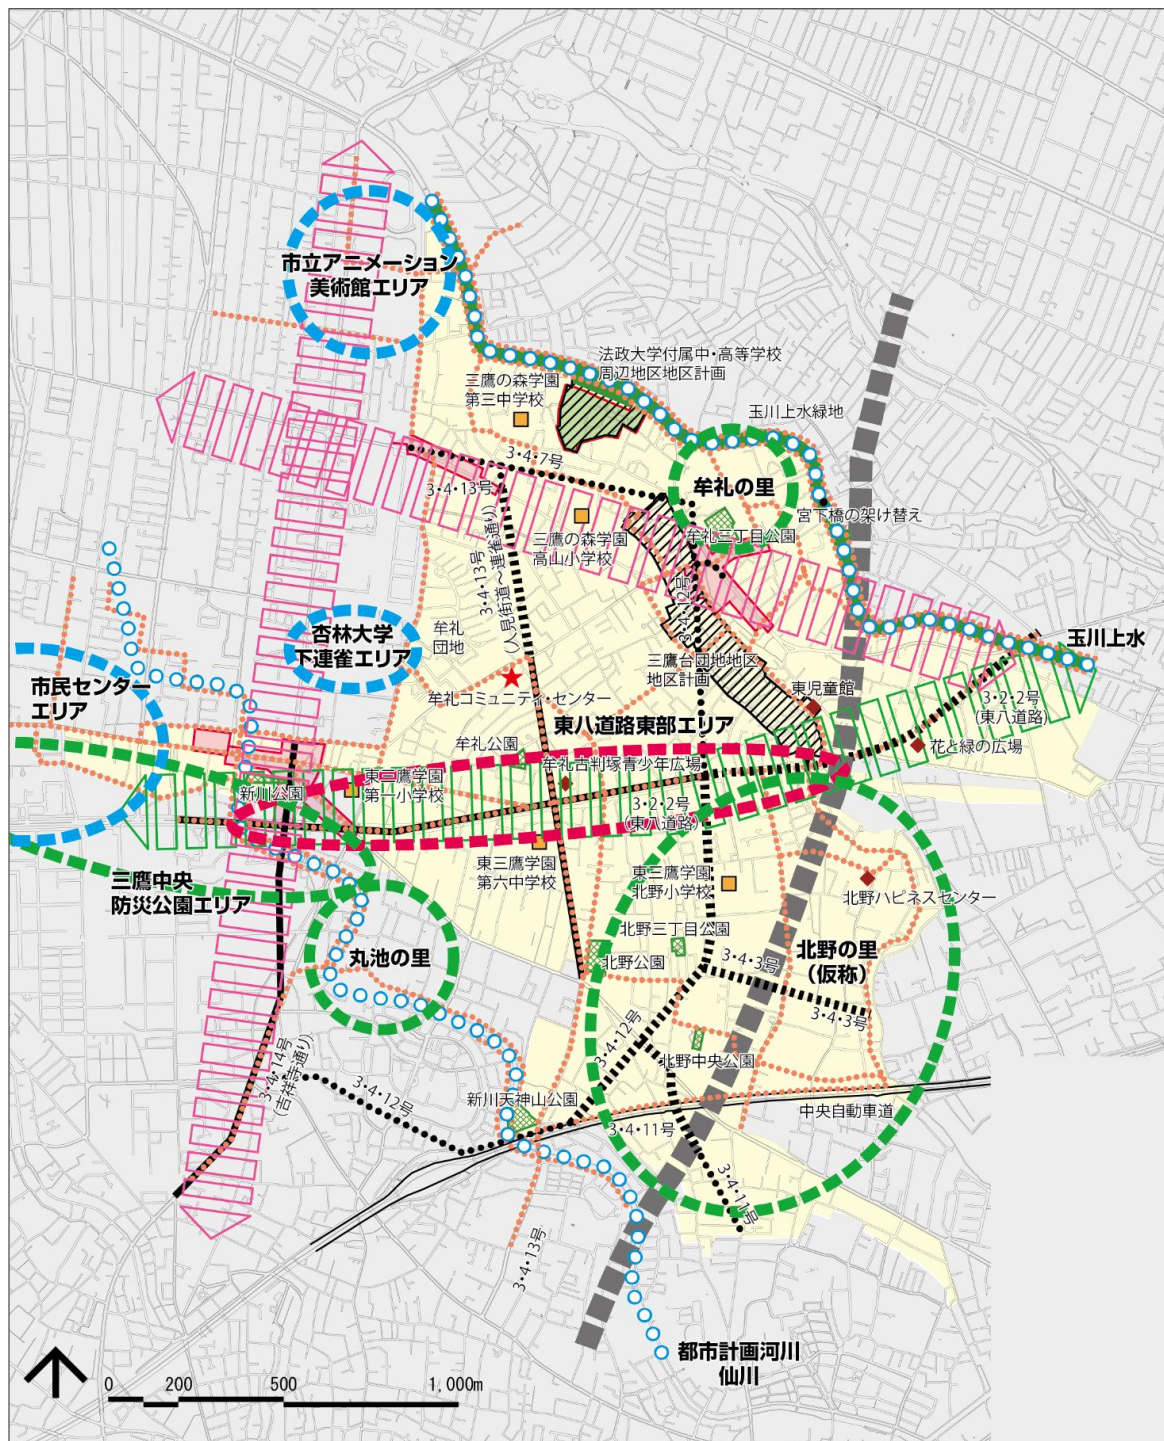 市立アニメーション
美術館エリア
法政大学付属中・高等学校
周辺地区地区計画
三鷹の森学園
第三中学校
玉川上水緑地
3・4・7号
3・4・13号
牟礼の里
宮下橋の架け替え
牟礼三丁目公園
三鷹の森学園
高山小学校
3・4・13号
(人見街道~連雀通り)
3・4・12号
杏林大学
下連雀エリア
牟礼
団地
玉川上水
三鷹台団地地区
地区計画
市民センター
エリア
牟礼コミュニティ・センター
東児童館
3・2・2号
(東八道路)
東八道路東部エリア
牟礼公園
花と緑の広場
牟礼古判塚青少年広場
東三鷹学園
第一小学校
新川公園
3・2・2号
(東八道路)
三鷹中央
防災公園エリア
東三鷹学園
第六中学校
東三鷹学園
北野小学校
北野ハピネスセンター
北野三丁目公園
丸池の里
北野公園
北野の里
(仮称)
3・4・3号
3・4・3号
3・4・12号
3・4・14号
(吉祥寺通り)
北野中央公園
3・4・12号
新川天神山公園
中央自動車道
3・4・11号
3・4・11号
3・4・13号
都市計画河川
仙川
0 200 500 1,000m